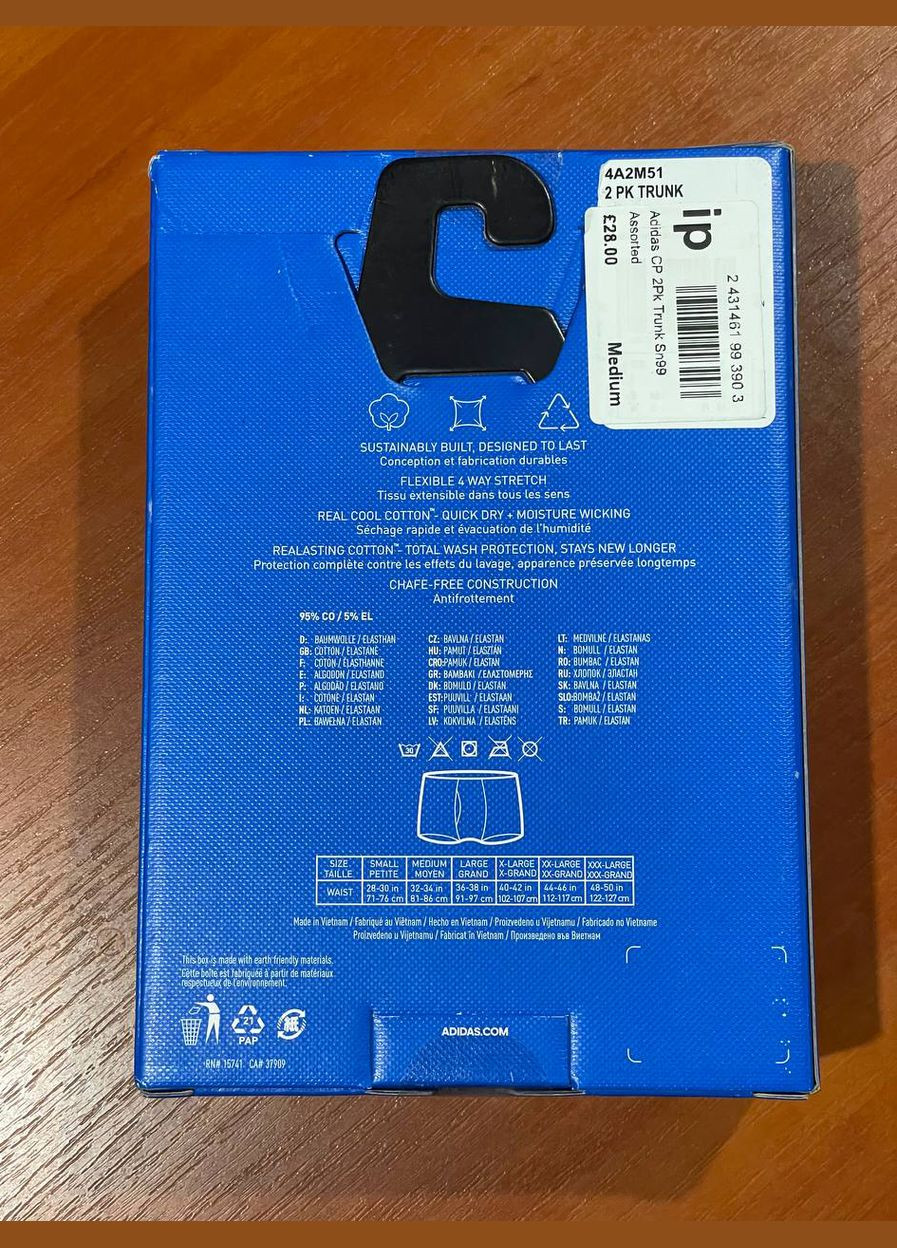 4A2M51
2 PK TRUNK
ip
2 431461 99 390 3
Adidas CP 2Pk Trunk Sn99
Assorted
£28.00 Medium
SUSTAINABLY BUILT, DESIGNED TO LAST
Conception et fabrication durables
FLEXIBLE 4 WAY STRETCH
Tissu extensible dans tous les sens
REAL COOL COTTON™- QUICK DRY + MOISTURE WICKING
Séchage rapide et évacuation de l'humidité
REALASTING COTTON™- TOTAL WASH PROTECTION, STAYS NEW LONGER
Protection complète contre les effets du lavage, apparence préservée longtemps
CHAFE-FREE CONSTRUCTION
Antifrottement
95% CO / 5% EL
D: BAUMWOLLE / ELASTHAN
GB: COTTON / ELASTANE
F: COTON / ÉLASTHANNE
E: ALGODON / ELASTANO
P: ALGODÃO / ELASTANO
I: COTONE / ELASTAN
NL: KATOEN / ELASTAAN
PL: BAWEŁNA / ELASTAN
CZ: BAVLNA / ELASTAN
HU: PAMUT / ELASZTÁN
CRO:PAMUK / ELASTAN
GR: BAMBAKI / ΕΛΑΣΤΟΜΕΡΗΣ
DK: BOMULD / ELASTAN
EST:PUUVILL / ELASTAAN
SF: PUUVILLA / ELASTAANI
LV: KOKVILNA / ELASTĒNS
LT: MEDVILNĖ / ELASTANAS
N: BOMULL / ELASTAN
RO: BUMBAC / ELASTAN
RU: ХЛОПОК / ЭЛАСТАН
SK: BAVLNA / ELASTAN
SLO:BOMBAŽ / ELASTAN
S: BOMULL / ELASTAN
TR: PAMUK / ELASTAN
30
SIZE SMALL MEDIUM LARGE X-LARGE XX-LARGE XXX-LARGE
TAILLE PETITE MOYEN GRAND X-GRAND XX-GRAND XXX-GRAND
WAIST 28-30 in 32-34 in 36-38 in 40-42 in 44-46 in 48-50 in
71-76 cm 81-86 cm 91-97 cm 102-107 cm 112-117 cm 122-127 cm
Made in Vietnam / Fabriqué au Viêtnam / Hecho en Vietnam / Proizvedeno u Vijetnamu / Fabricado no Vietname
Proizvedeno u Vijetnamu / Fabricat în Vietnam / Произведено във Виетнам
This box is made with earth friendly materials.
Cette boîte est fabriquée à partir de matériaux
respectueux de l'environnement.
21
PAP
紙
RN# 15741 CA# 37909
ADIDAS.COM